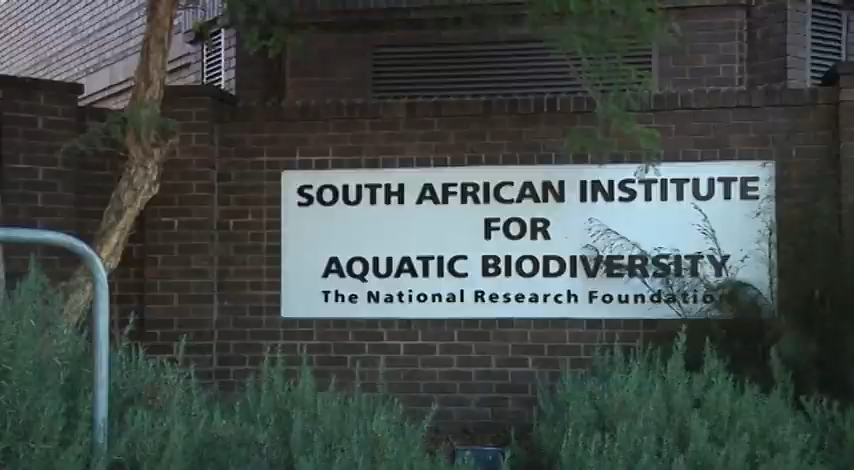 SOUTH AFRICAN INSTITUTE
FOR
AQUATIC BIODIVERSITY
The National Research Foundation